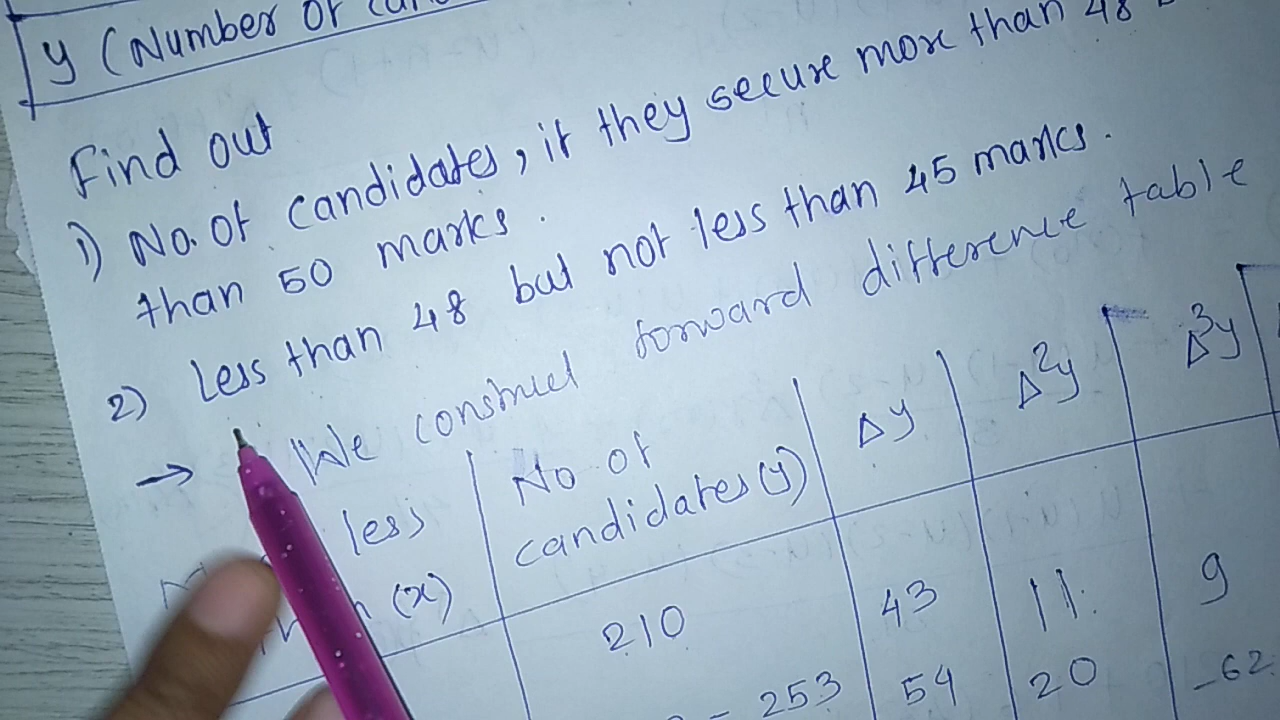 y (Number of
Find out
1) No. of candidates, if they secure more than 48
than 50 marks.
2) Less than 48 but not less than 45 marks.
→ We construct forward difference table
less (x)
No of candidates (y)
Δy
Δ²y
Δ³y
210 43 11 9
253 54 20 -62